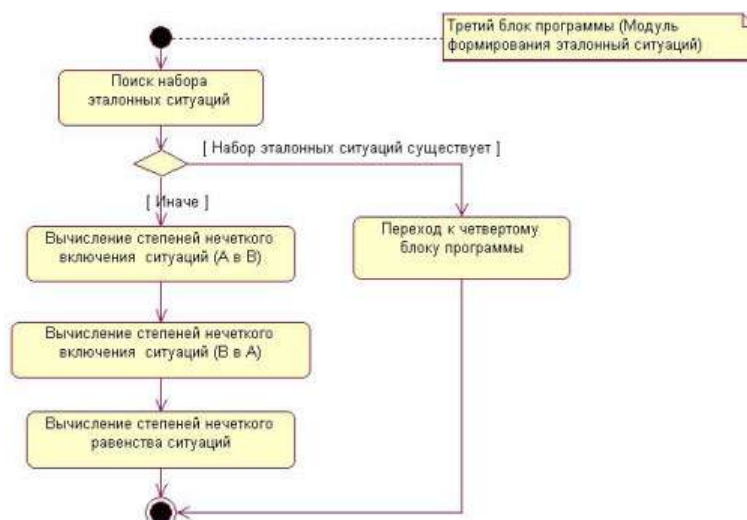 Третий блок программы (Модуль
формирования эталонный ситуаций)
Поиск набора
эталонных ситуаций
[ Набор эталонных ситуаций существует ]
[ Иначе ]
Вычисление степеней нечеткого
включения ситуаций (А в В)
Переход к четвертому
блоку программы
Вычисление степеней нечеткого
включения ситуаций (В в А)
Вычисление степеней нечеткого
равенства ситуаций